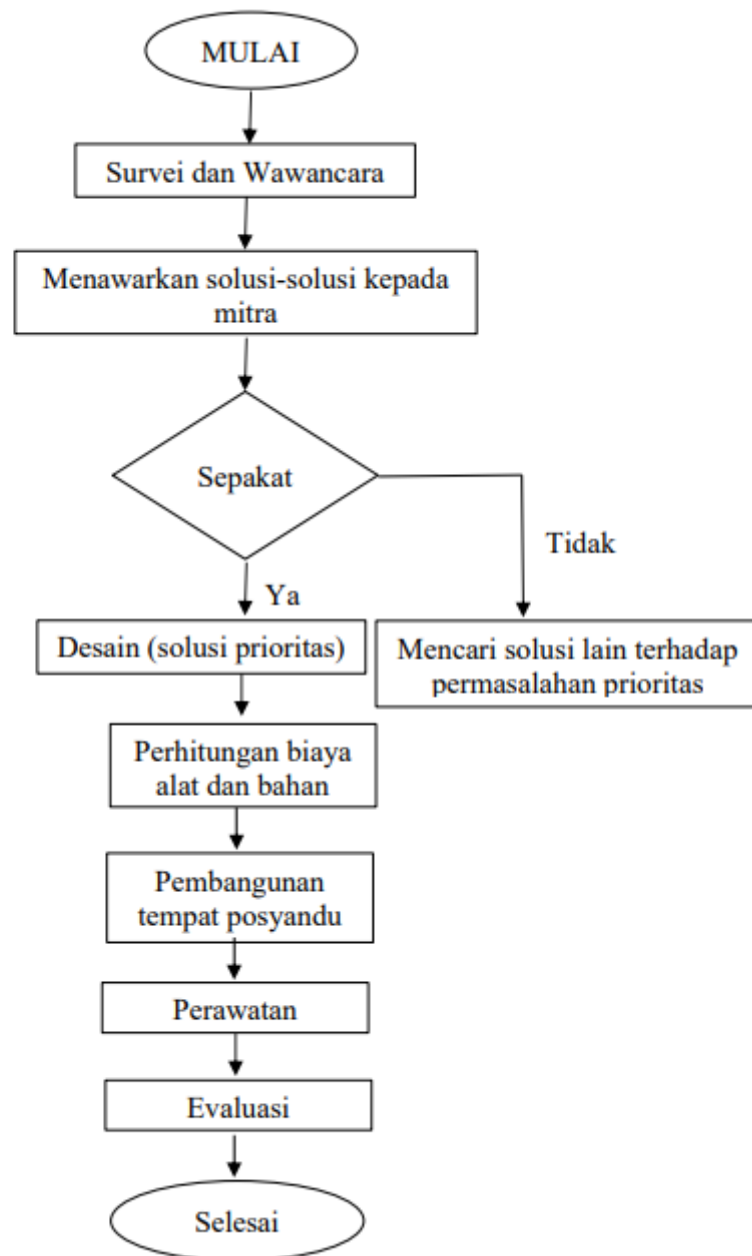 MULAI
Survei dan Wawancara
Menawarkan solusi-solusi kepada
mitra
Sepakat
Tidak
Ya
Desain (solusi prioritas)
Mencari solusi lain terhadap
permasalahan prioritas
Perhitungan biaya
alat dan bahan
Pembangunan
tempat posyandu
Perawatan
Evaluasi
Selesai